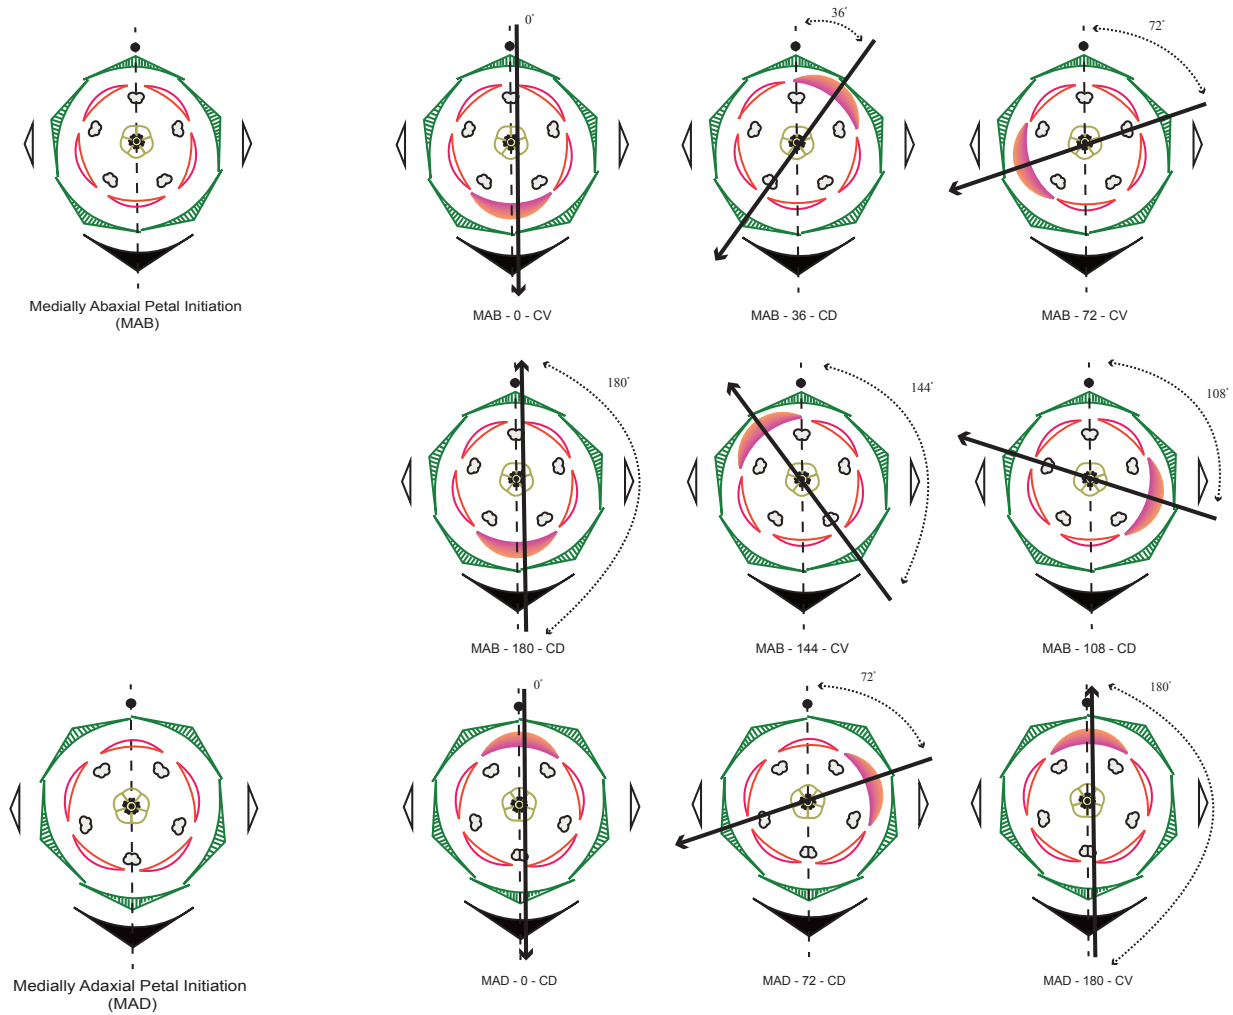 0°
36°
72°
Medially Abaxial Petal Initiation
(MAB)
MAB - 0 - CV
MAB - 36 - CD
MAB - 72 - CV
180°
144°
108°
MAB - 180 - CD
MAB - 144 - CV
MAB - 108 - CD
0°
72°
180°
Medially Adaxial Petal Initiation
(MAD)
MAD - 0 - CD
MAD - 72 - CD
MAD - 180 - CV